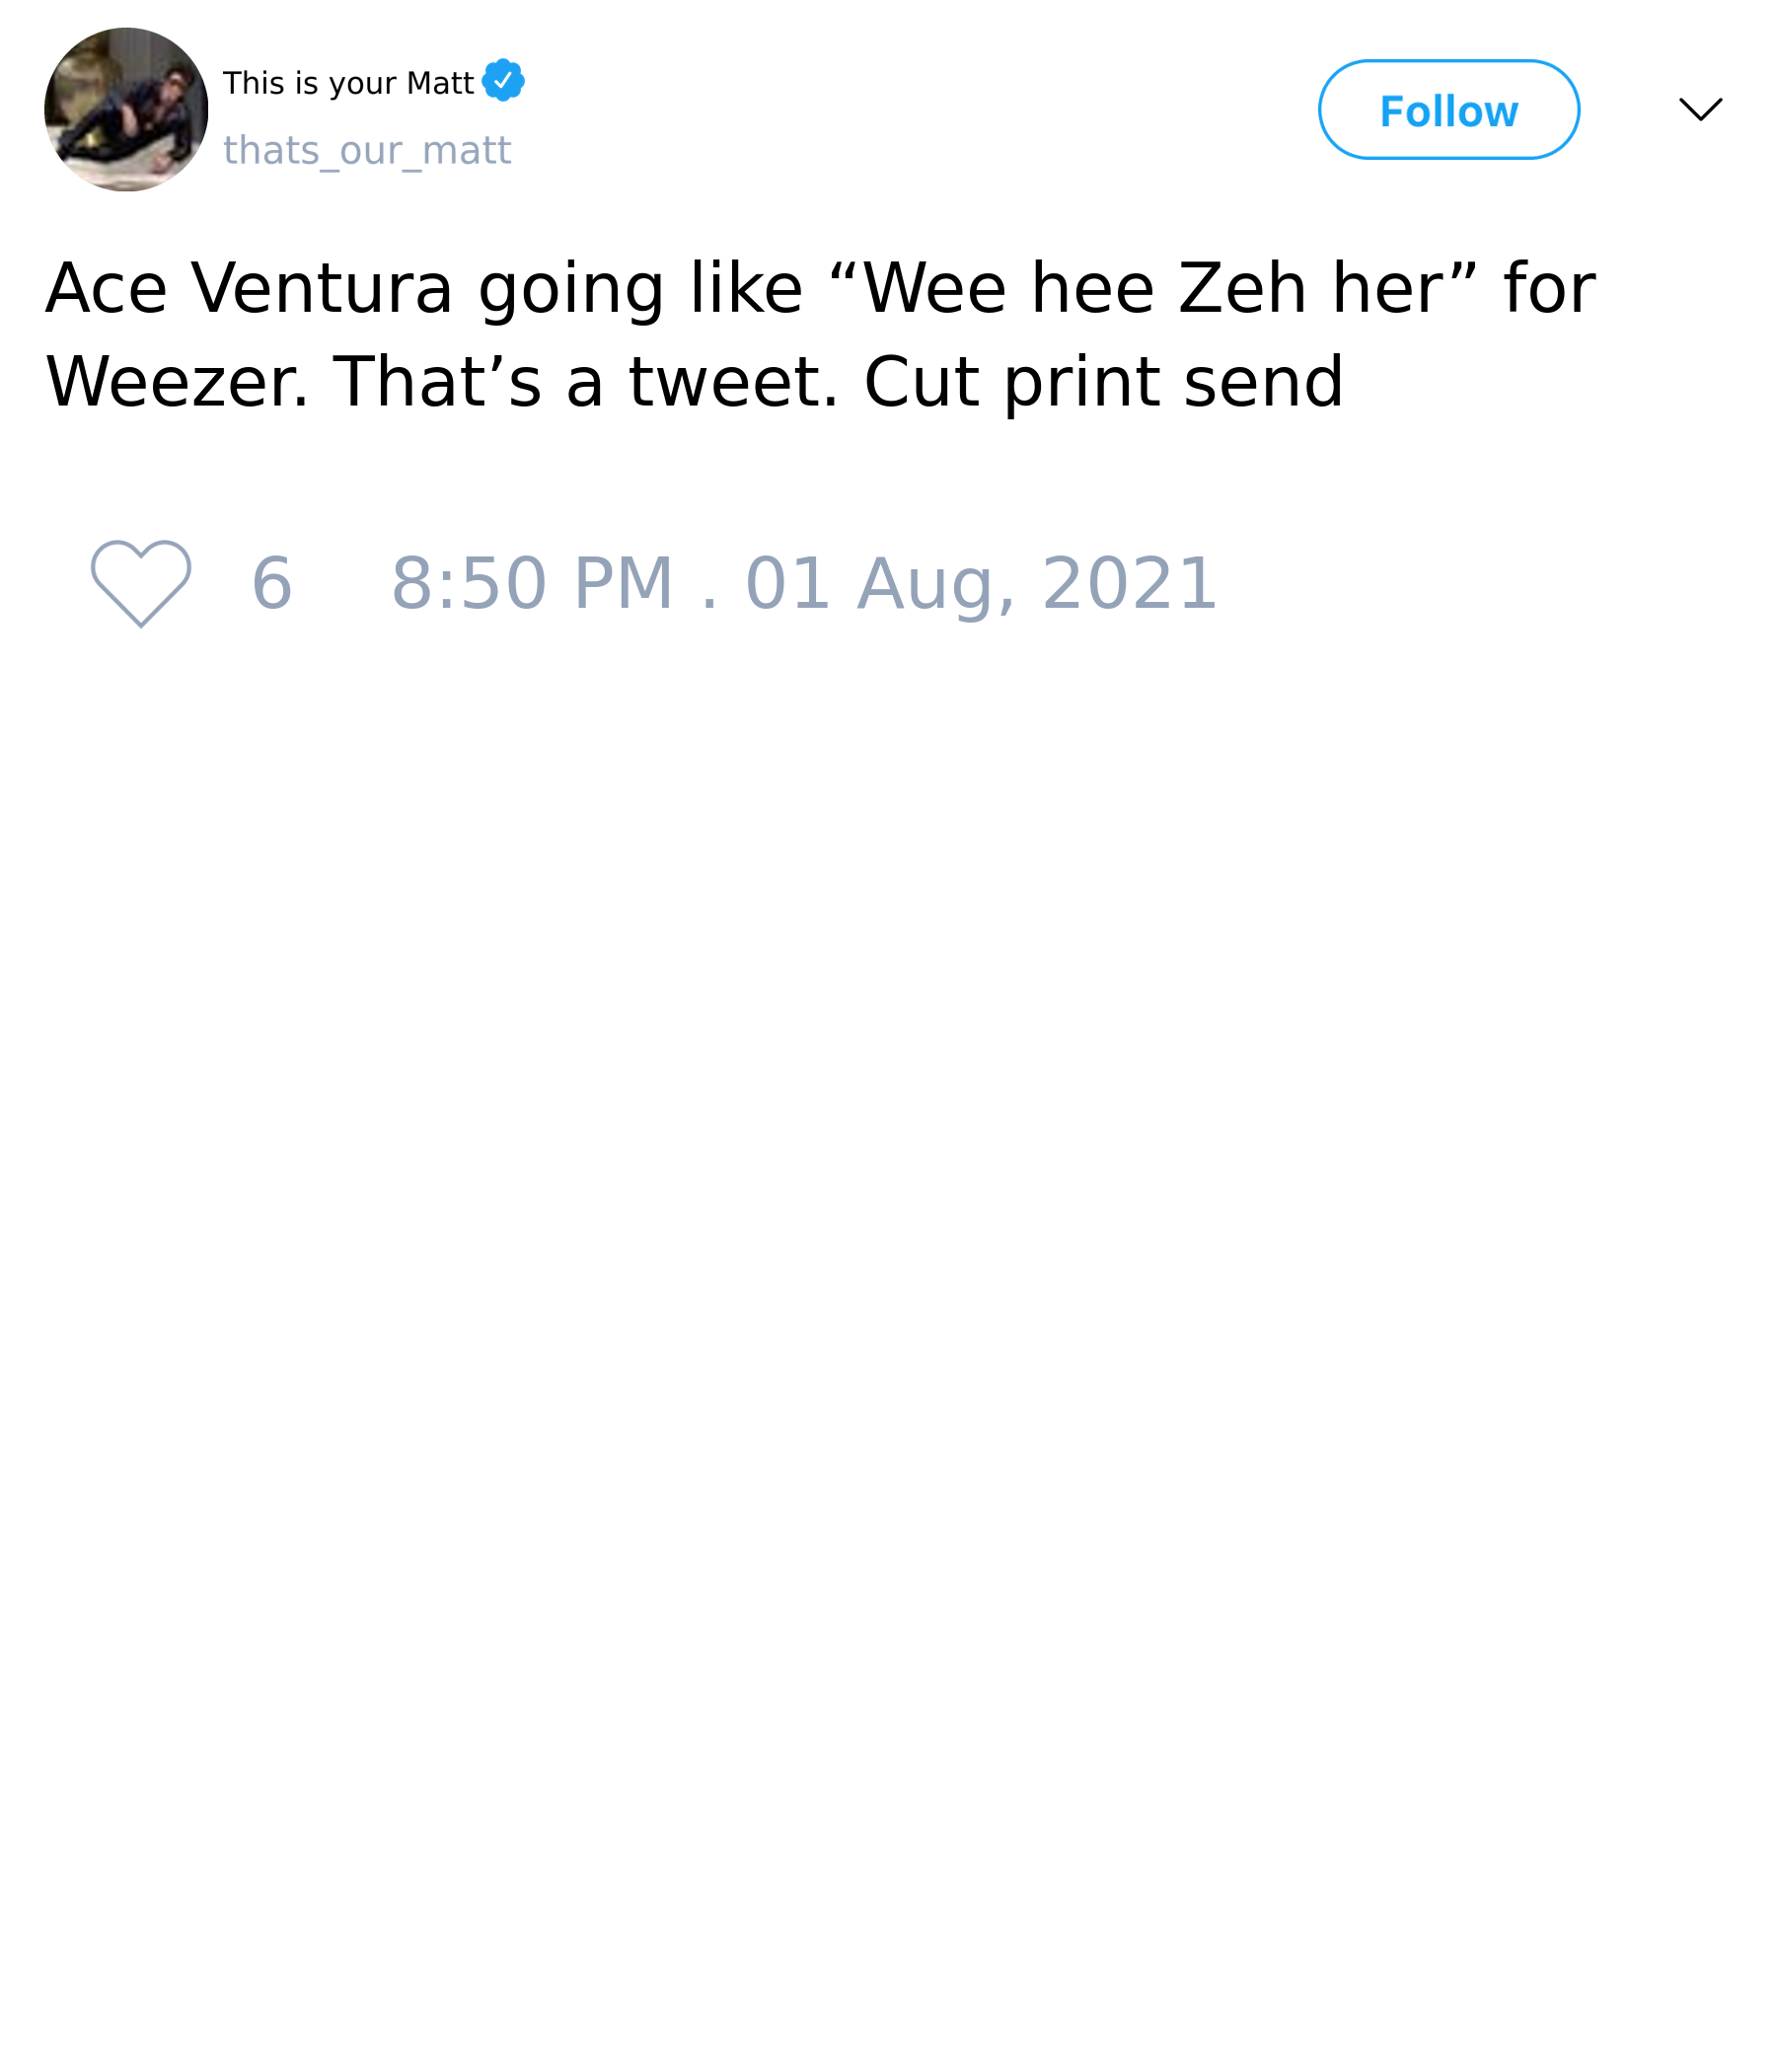 This is your Matt
thats_our_matt
Follow
Ace Ventura going like “Wee hee Zeh her” for
Weezer. That’s a tweet. Cut print send
6 8:50 PM . 01 Aug, 2021